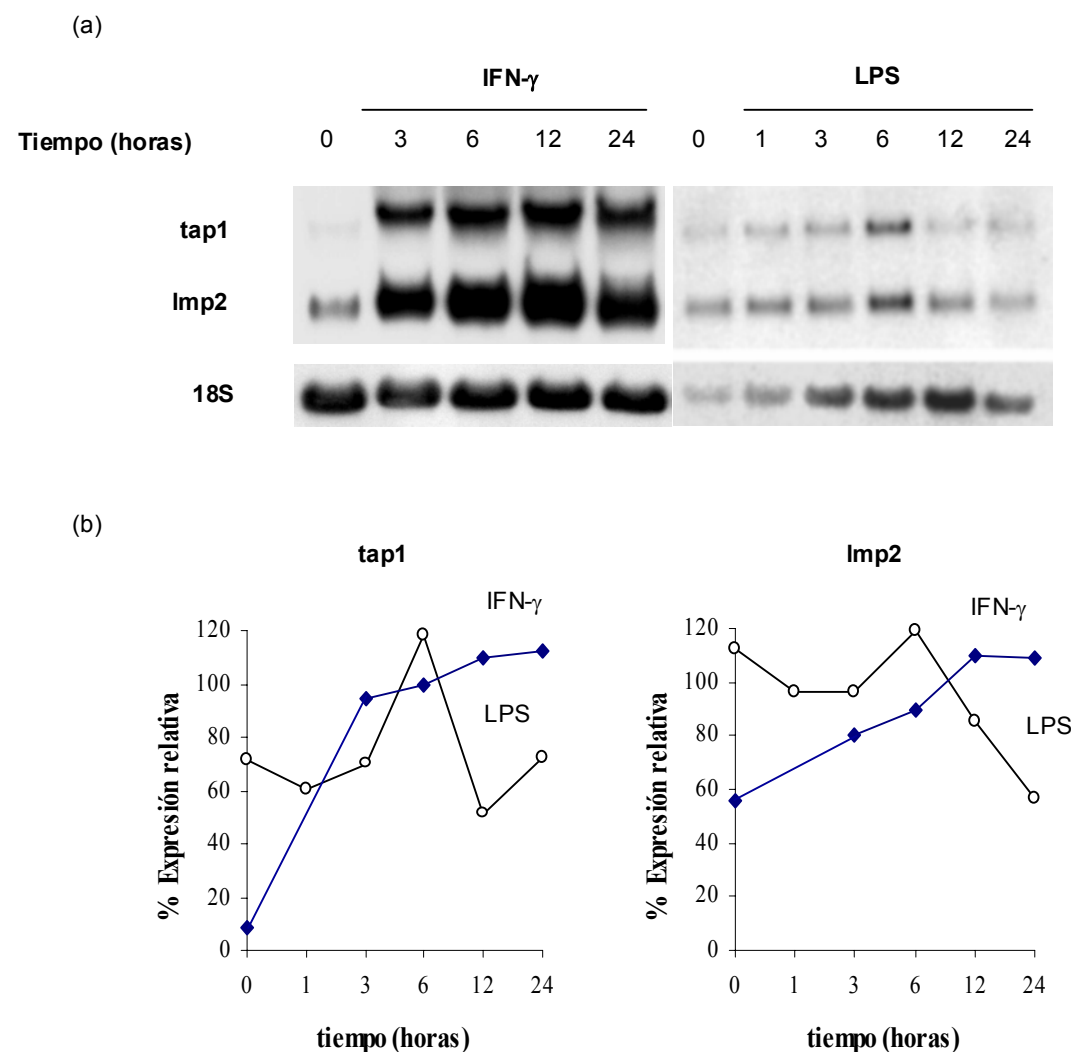 (a)
IFN-γ LPS
Tiempo (horas) 0 3 6 12 24 0 1 3 6 12 24
tap1
lmp2
18S
(b)
tap1 lmp2
IFN-γ IFN-γ
LPS LPS
% Expresión relativa % Expresión relativa
120 120
100 100
80 80
60 60
40 40
20 20
0 0
0 1 3 6 12 24 0 1 3 6 12 24
tiempo (horas) tiempo (horas)